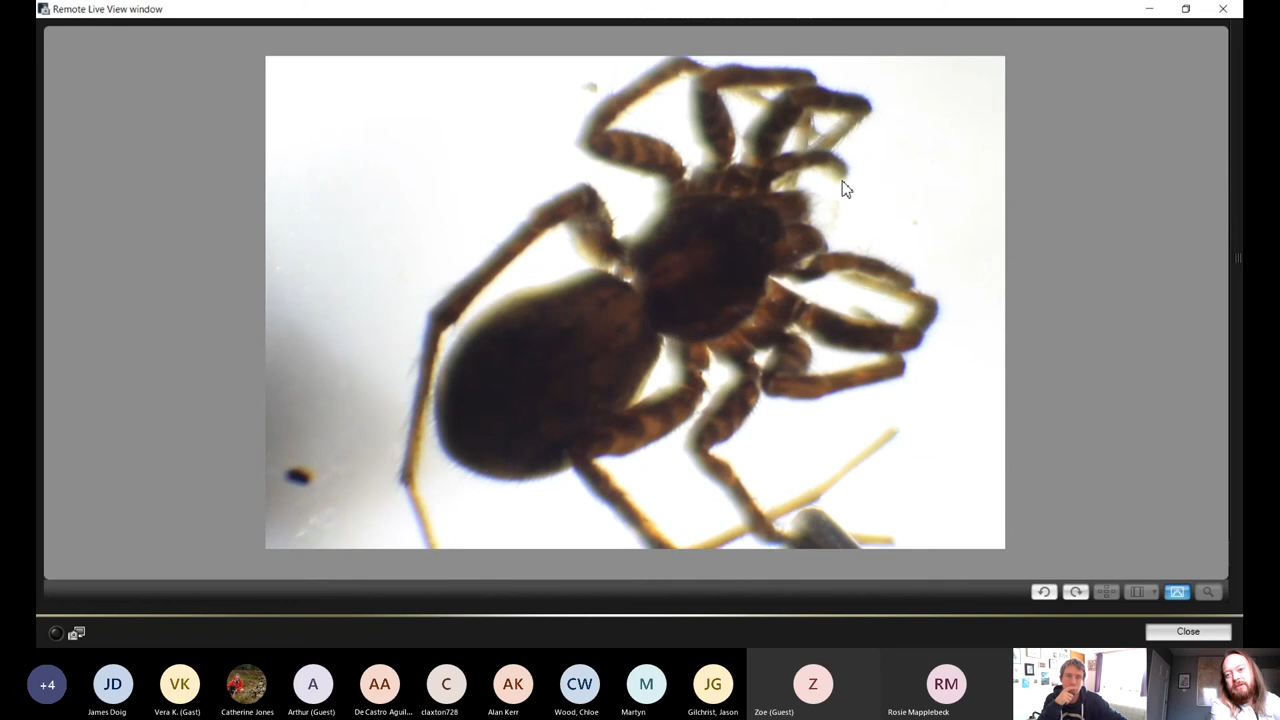 Remote Live View window
Close
+4
JD
VK
A
AA
C
AK
CW
M
JG
Z
RM
James Doig
Vera K. (Gast)
Catherine Jones
Arthur (Guest)
De Castro Aguil...
claxton728
Alan Kerr
Wood, Chloe
Martyn
Gilchrist, Jason
Zoe (Guest)
Rosie Mapplebeck